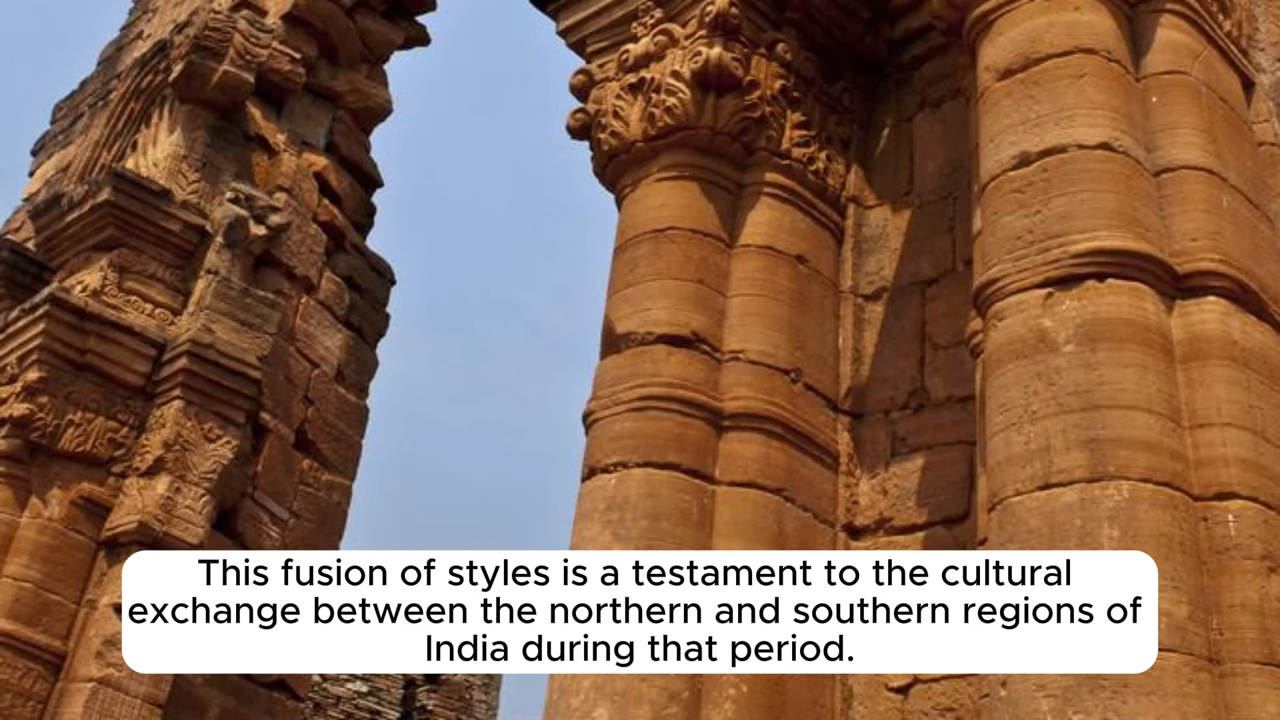 This fusion of styles is a testament to the cultural
exchange between the northern and southern regions of
India during that period.